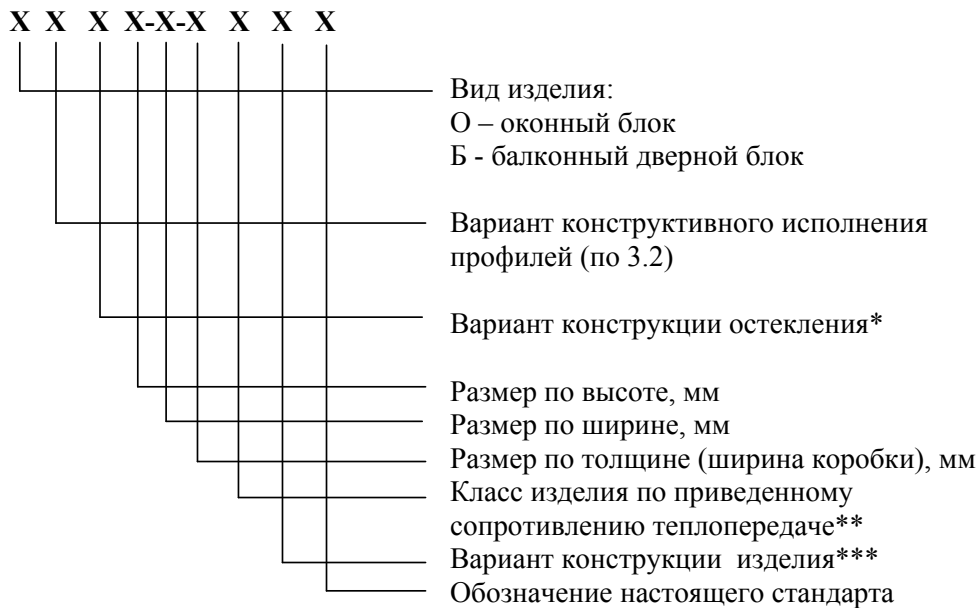 Х Х Х Х-Х-Х Х Х Х
Вид изделия:
О – оконный блок
Б - балконный дверной блок
Вариант конструктивного исполнения
профилей (по 3.2)
Вариант конструкции остекления*
Размер по высоте, мм
Размер по ширине, мм
Размер по толщине (ширина коробки), мм
Класс изделия по приведенному
сопротивлению теплопередаче**
Вариант конструкции изделия***
Обозначение настоящего стандарта